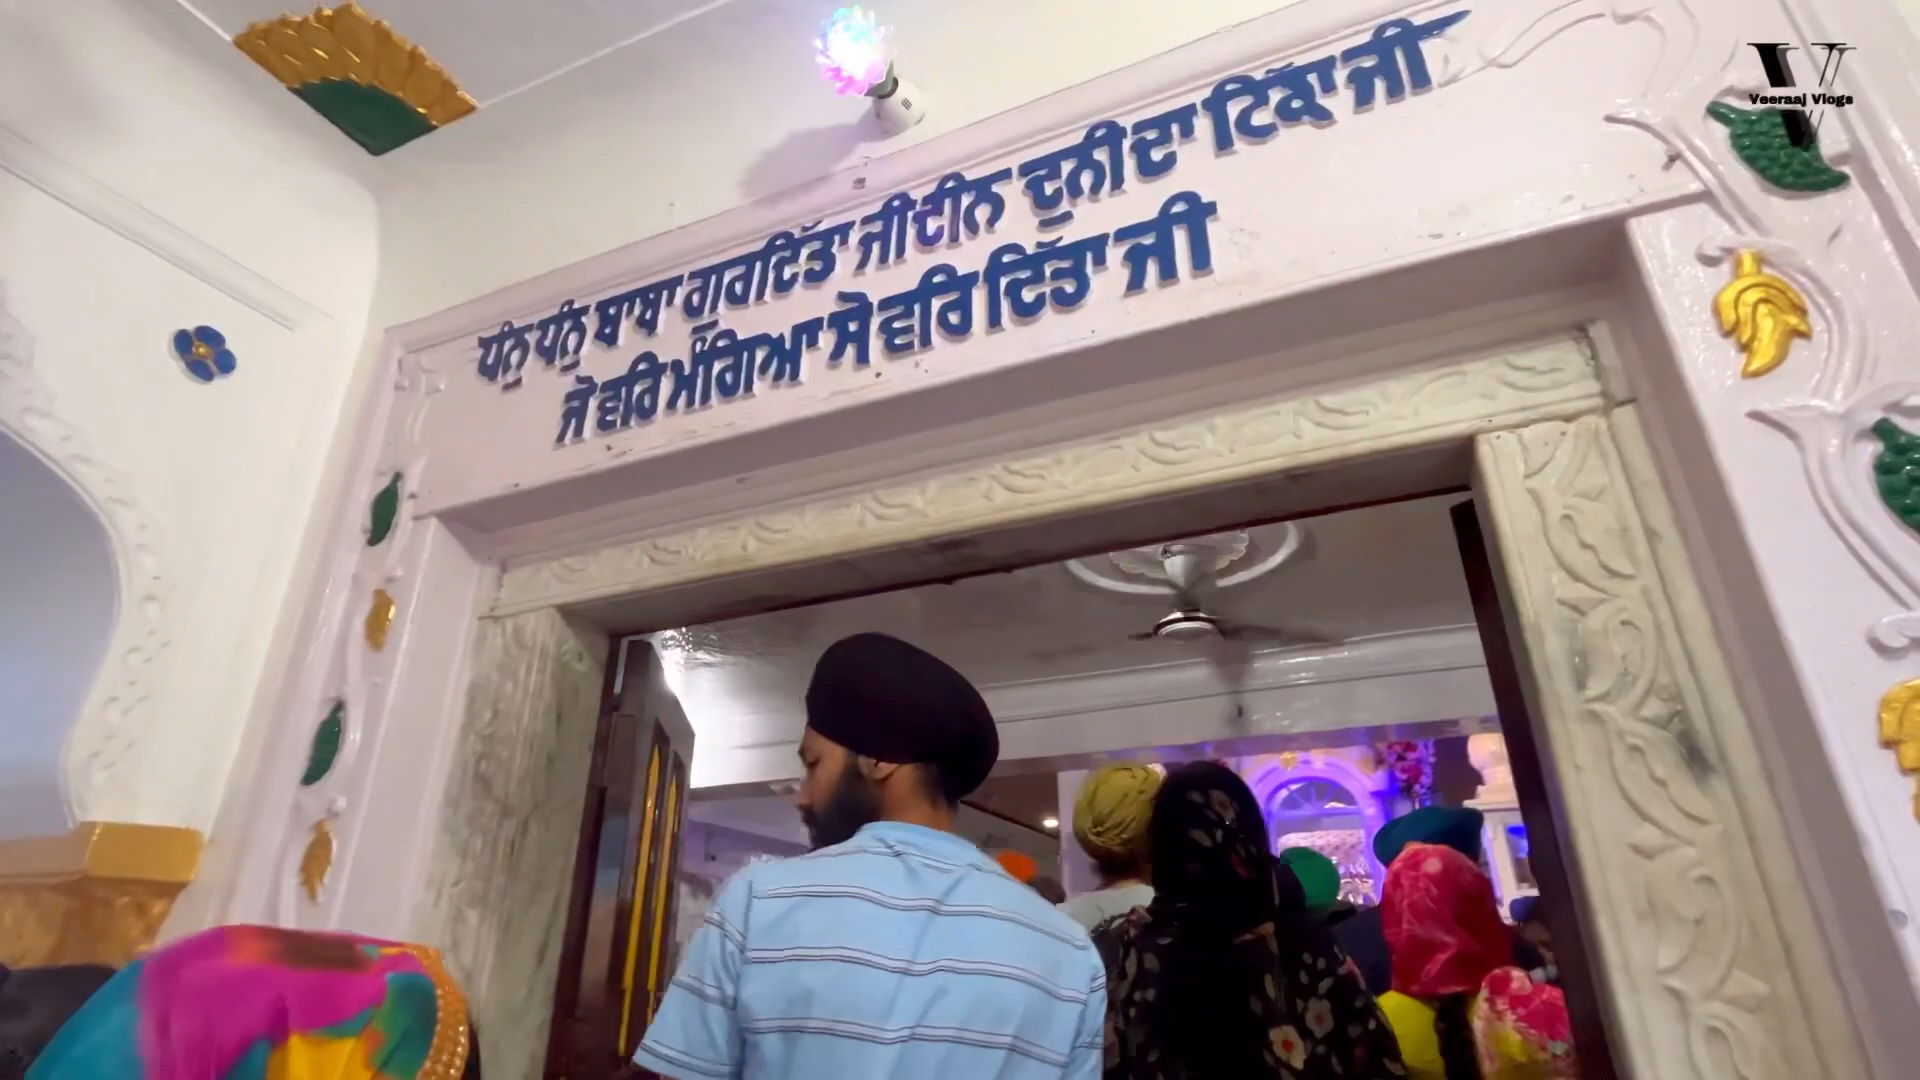 ਧੰਨੁ ਧੰਨੁ ਬਾਬਾ ਗੁਰਦਿੱਤਾ ਜੀ ਦੀਨ ਦੁਨੀ ਦਾ ਟਿੱਕਾ ਜੀ
ਜੋ ਵਰਿ ਮੰਗਿਆ ਸੋ ਵਰਿ ਦਿੱਤਾ ਜੀ
V
Veeraaj Vlogs